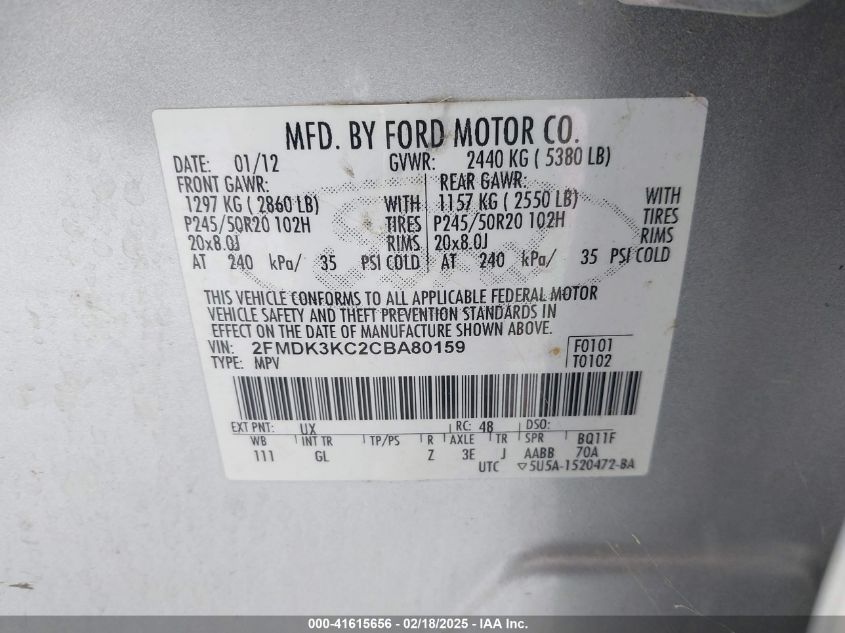 MFD. BY FORD MOTOR CO.
DATE: 01/12 GVWR: 2440 KG ( 5380 LB)
FRONT GAWR: REAR GAWR:
1297 KG ( 2860 LB) WITH 1157 KG ( 2550 LB) WITH
P245/50R20 102H TIRES P245/50R20 102H TIRES
20x8.0J RIMS 20x8.0J RIMS
AT 240 kPa/ 35 PSI COLD AT 240 kPa/ 35 PSI COLD
THIS VEHICLE CONFORMS TO ALL APPLICABLE FEDERAL MOTOR
VEHICLE SAFETY AND THEFT PREVENTION STANDARDS IN
EFFECT ON THE DATE OF MANUFACTURE SHOWN ABOVE.
VIN: 2FMDK3KC2CBA80159 F0101
TYPE: MPV T0102
EXT PNT: UX RC: 48 DSO:
WB INT TR TP/PS R AXLE TR SPR BQ11F
111 GL Z 3E J AABB 70A
UTC ▽5U5A-1520472-BA
000-41615656 - 02/18/2025 - IAA Inc.